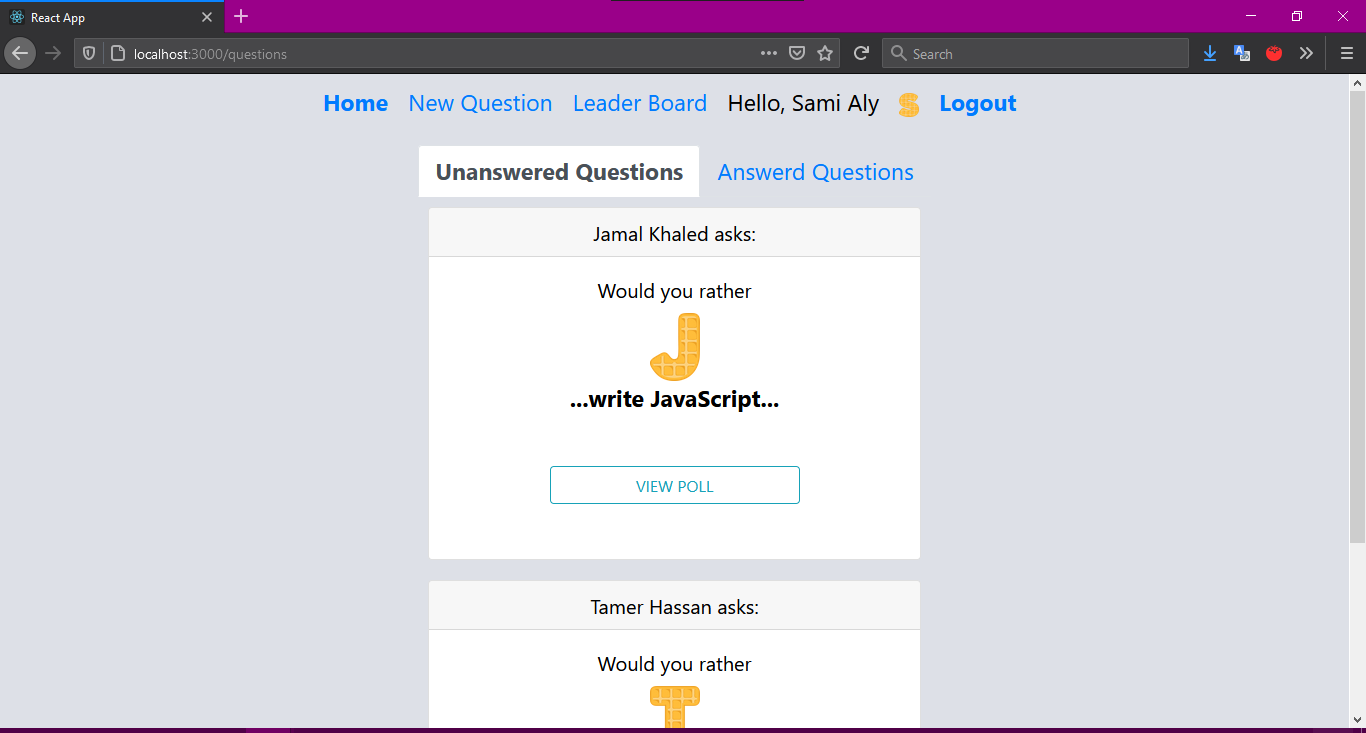 React App
localhost:3000/questions
Search
Home New Question Leader Board Hello, Sami Aly S Logout
Unanswered Questions Answerd Questions
Jamal Khaled asks:
Would you rather
J
...write JavaScript...
VIEW POLL
Tamer Hassan asks:
Would you rather
T